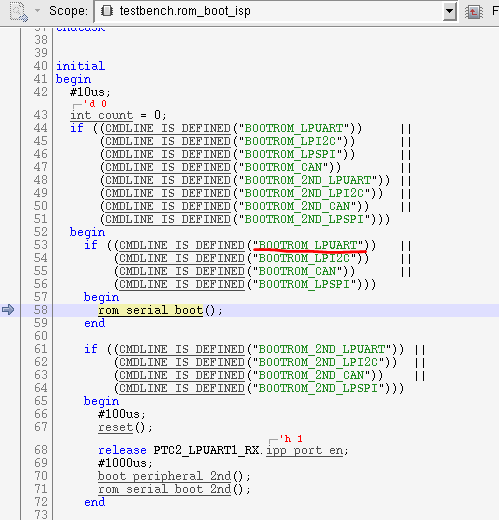 Scope: testbench.rom_boot_isp F
37 endtask
38
39
40 initial
41 begin
42 #10us;
'd 0
43 int count = 0;
44 if ((CMDLINE_IS_DEFINED("BOOTROM_LPUART")) ||
45 (CMDLINE_IS_DEFINED("BOOTROM_LPI2C")) ||
46 (CMDLINE_IS_DEFINED("BOOTROM_LPSPI")) ||
47 (CMDLINE_IS_DEFINED("BOOTROM_CAN")) ||
48 (CMDLINE_IS_DEFINED("BOOTROM_2ND_LPUART")) ||
49 (CMDLINE_IS_DEFINED("BOOTROM_2ND_LPI2C")) ||
50 (CMDLINE_IS_DEFINED("BOOTROM_2ND_CAN")) ||
51 (CMDLINE_IS_DEFINED("BOOTROM_2ND_LPSPI")))
52 begin
53 if ((CMDLINE_IS_DEFINED("BOOTROM_LPUART")) ||
54 (CMDLINE_IS_DEFINED("BOOTROM_LPI2C")) ||
55 (CMDLINE_IS_DEFINED("BOOTROM_CAN")) ||
56 (CMDLINE_IS_DEFINED("BOOTROM_LPSPI")))
57 begin
58 rom_serial_boot();
59 end
60
61 if ((CMDLINE_IS_DEFINED("BOOTROM_2ND_LPUART")) ||
62 (CMDLINE_IS_DEFINED("BOOTROM_2ND_LPI2C")) ||
63 (CMDLINE_IS_DEFINED("BOOTROM_2ND_CAN")) ||
64 (CMDLINE_IS_DEFINED("BOOTROM_2ND_LPSPI")))
65 begin
66 #100us;
67 reset();
'h 1
68 release PTC2_LPUART1_RX.ipp_port_en;
69 #1000us;
70 boot_peripheral_2nd();
71 rom_serial_boot_2nd();
72 end
73